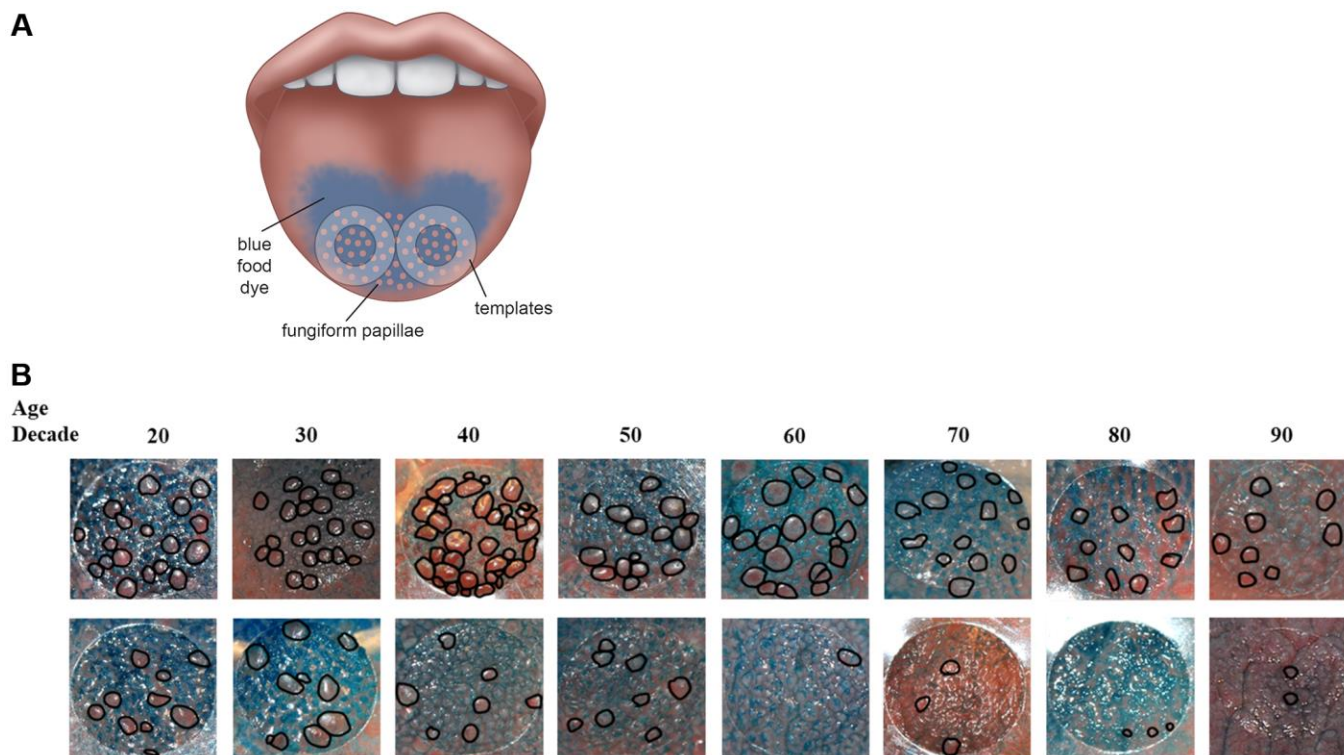 A
blue
food
dye
templates
fungiform papillae
B
Age
Decade 20 30 40 50 60 70 80 90